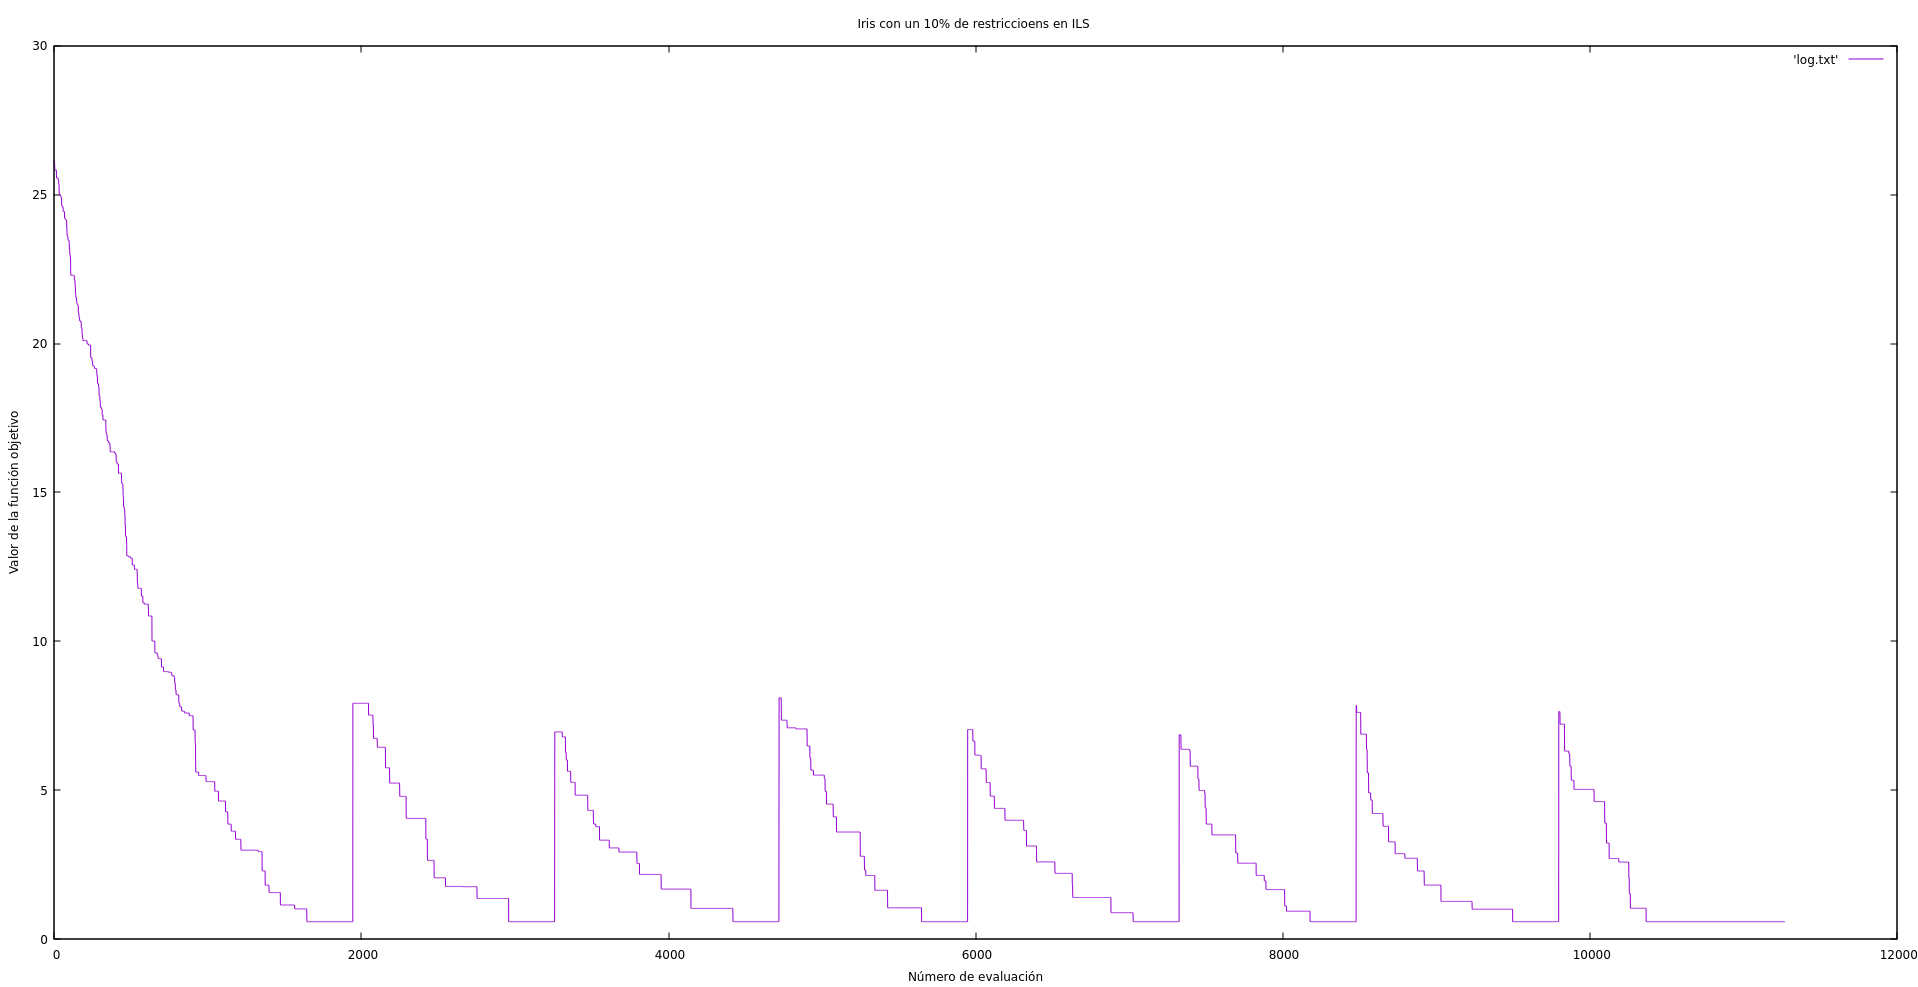 Iris con un 10% de restriccioens en ILS
'log.txt'
30
25
20
15
10
5
0
Valor de la función objetivo
0 2000 4000 6000 8000 10000 12000
Número de evaluación